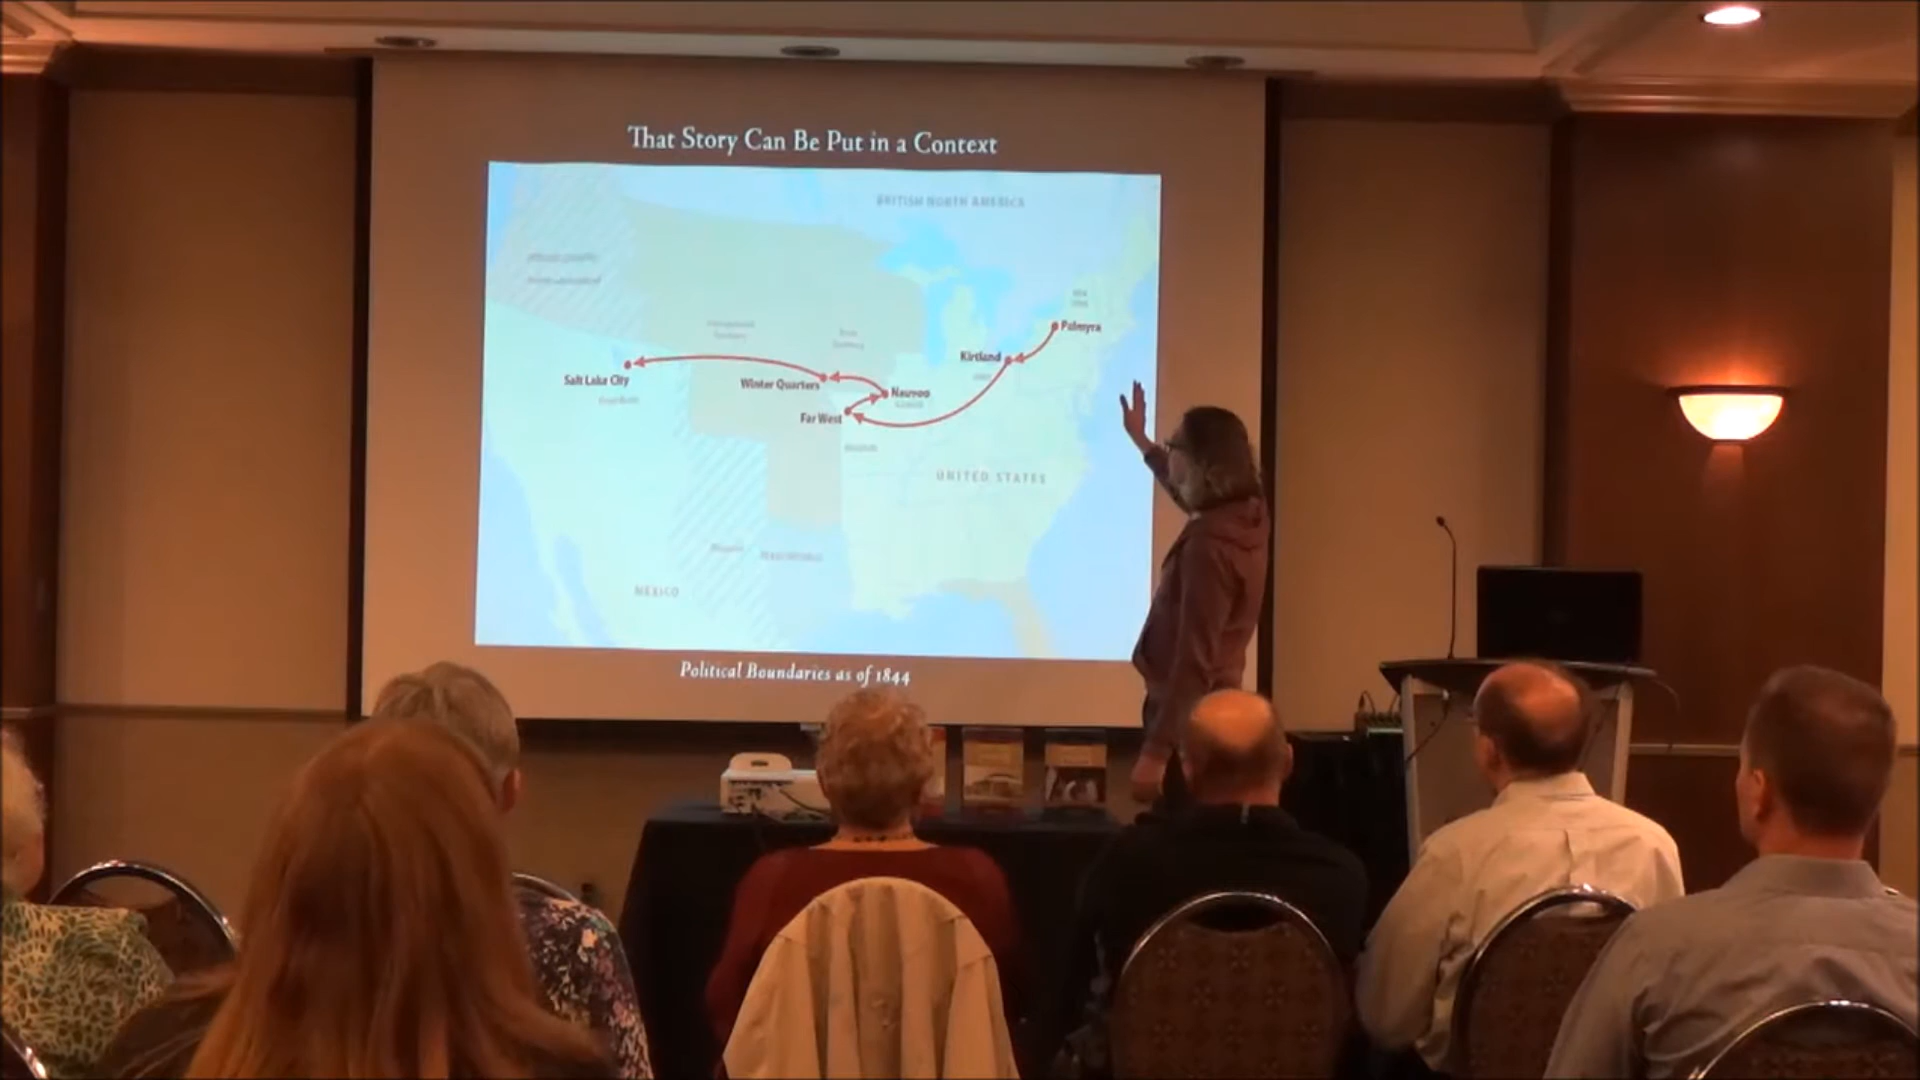 That Story Can Be Put in a Context
BRITISH NORTH AMERICA
Palmyra
Kirtland
Salt Lake City
Winter Quarters
Nauvoo
Far West
UNITED STATES
MEXICO
Political Boundaries as of 1844